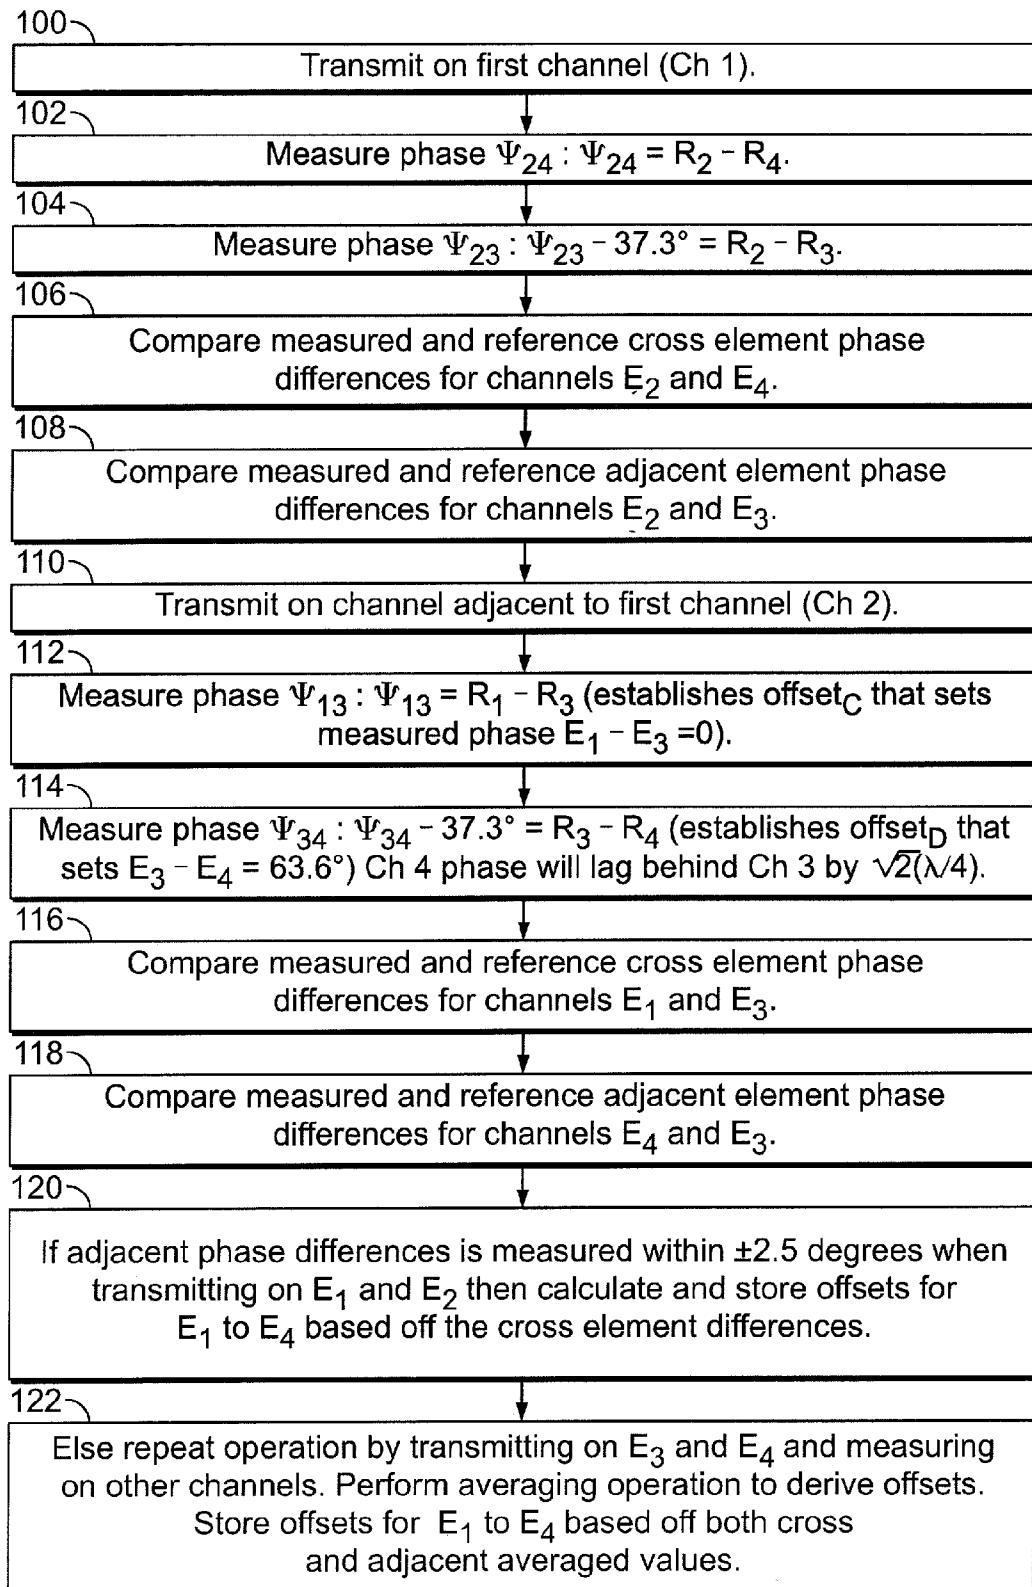 100
Transmit on first channel (Ch 1).
102
Measure phase Ψ₂₄ : Ψ₂₄ = R₂ – R₄.
104
Measure phase Ψ₂₃ : Ψ₂₃ – 37.3° = R₂ – R₃.
106
Compare measured and reference cross element phase
differences for channels E₂ and E₄.
108
Compare measured and reference adjacent element phase
differences for channels E₂ and E₃.
110
Transmit on channel adjacent to first channel (Ch 2).
112
Measure phase Ψ₁₃ : Ψ₁₃ = R₁ – R₃ (establishes offset_C that sets
measured phase E₁ – E₃ =0).
114
Measure phase Ψ₃₄ : Ψ₃₄ – 37.3° = R₃ – R₄ (establishes offset_D that
sets E₃ – E₄ = 63.6°) Ch 4 phase will lag behind Ch 3 by √2(λ/4).
116
Compare measured and reference cross element phase
differences for channels E₁ and E₃.
118
Compare measured and reference adjacent element phase
differences for channels E₄ and E₃.
120
If adjacent phase differences is measured within ±2.5 degrees when
transmitting on E₁ and E₂ then calculate and store offsets for
E₁ to E₄ based off the cross element differences.
122
Else repeat operation by transmitting on E₃ and E₄ and measuring
on other channels. Perform averaging operation to derive offsets.
Store offsets for E₁ to E₄ based off both cross
and adjacent averaged values.